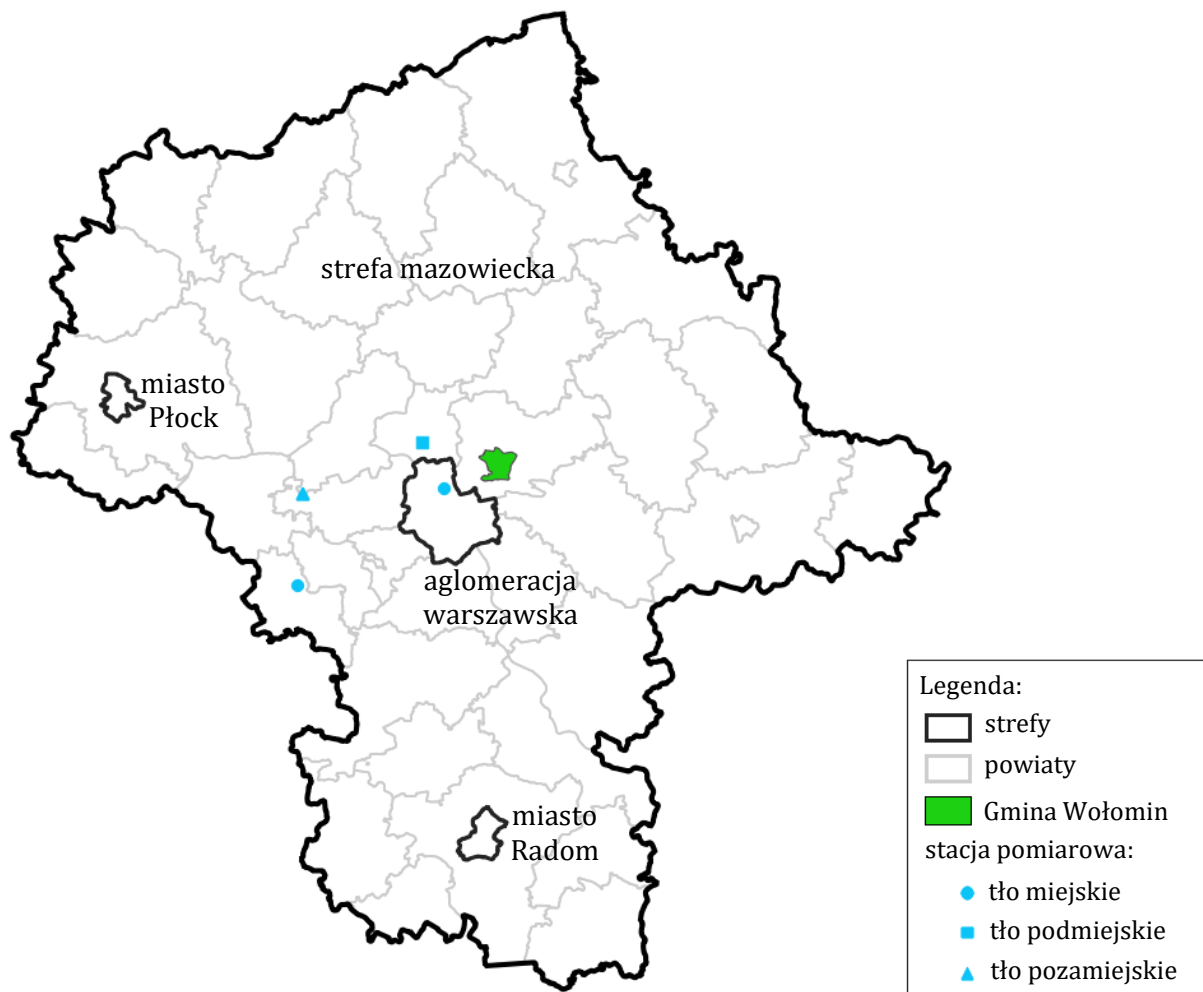 strefa mazowiecka
miasto
Płock
aglomeracja
warszawska
miasto
Radom
Legenda:
strefy
powiaty
Gmina Wołomin
stacja pomiarowa:
tło miejskie
tło podmiejskie
tło pozamiejskie